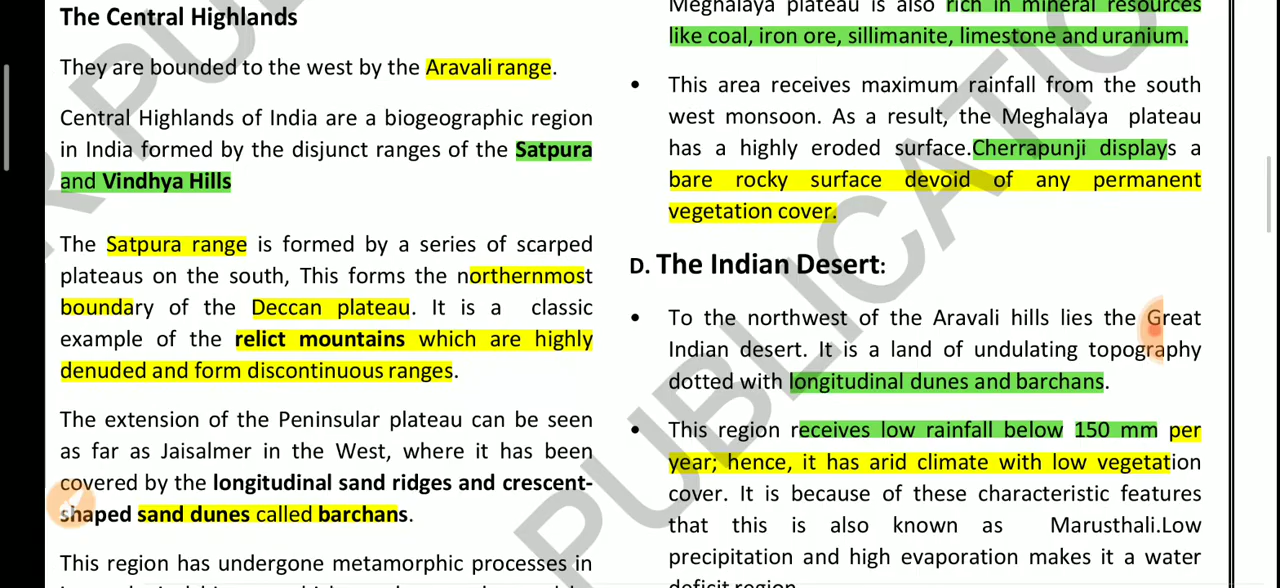 The Central Highlands
They are bounded to the west by the Aravali range.
Central Highlands of India are a biogeographic region
in India formed by the disjunct ranges of the Satpura
and Vindhya Hills
The Satpura range is formed by a series of scarped
plateaus on the south, This forms the northernmost
boundary of the Deccan plateau. It is a classic
example of the relict mountains which are highly
denuded and form discontinuous ranges.
The extension of the Peninsular plateau can be seen
as far as Jaisalmer in the West, where it has been
covered by the longitudinal sand ridges and crescent-
shaped sand dunes called barchans.
This region has undergone metamorphic processes in
Meghalaya plateau is also rich in mineral resources
like coal, iron ore, sillimanite, limestone and uranium.
• This area receives maximum rainfall from the south
west monsoon. As a result, the Meghalaya plateau
has a highly eroded surface.Cherrapunji displays a
bare rocky surface devoid of any permanent
vegetation cover.
D. The Indian Desert:
• To the northwest of the Aravali hills lies the Great
Indian desert. It is a land of undulating topography
dotted with longitudinal dunes and barchans.
• This region receives low rainfall below 150 mm per
year; hence, it has arid climate with low vegetation
cover. It is because of these characteristic features
that this is also known as Marusthali.Low
precipitation and high evaporation makes it a water
deficit region.
PUBLICATIO